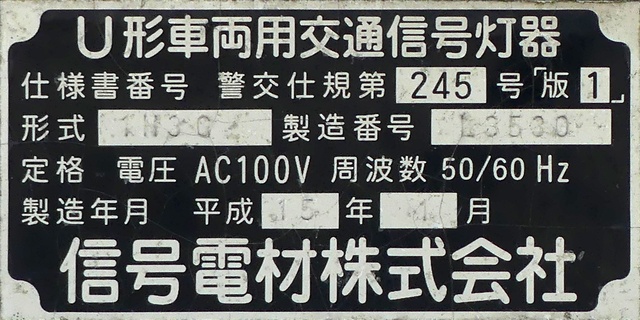 U形車両用交通信号灯器
仕様書番号 警交仕規第 245 号「版 1」
形式 製造番号
定格 電圧 AC100V 周波数 50/60 Hz
製造年月 平成 15 年 1 月
信号電材株式会社